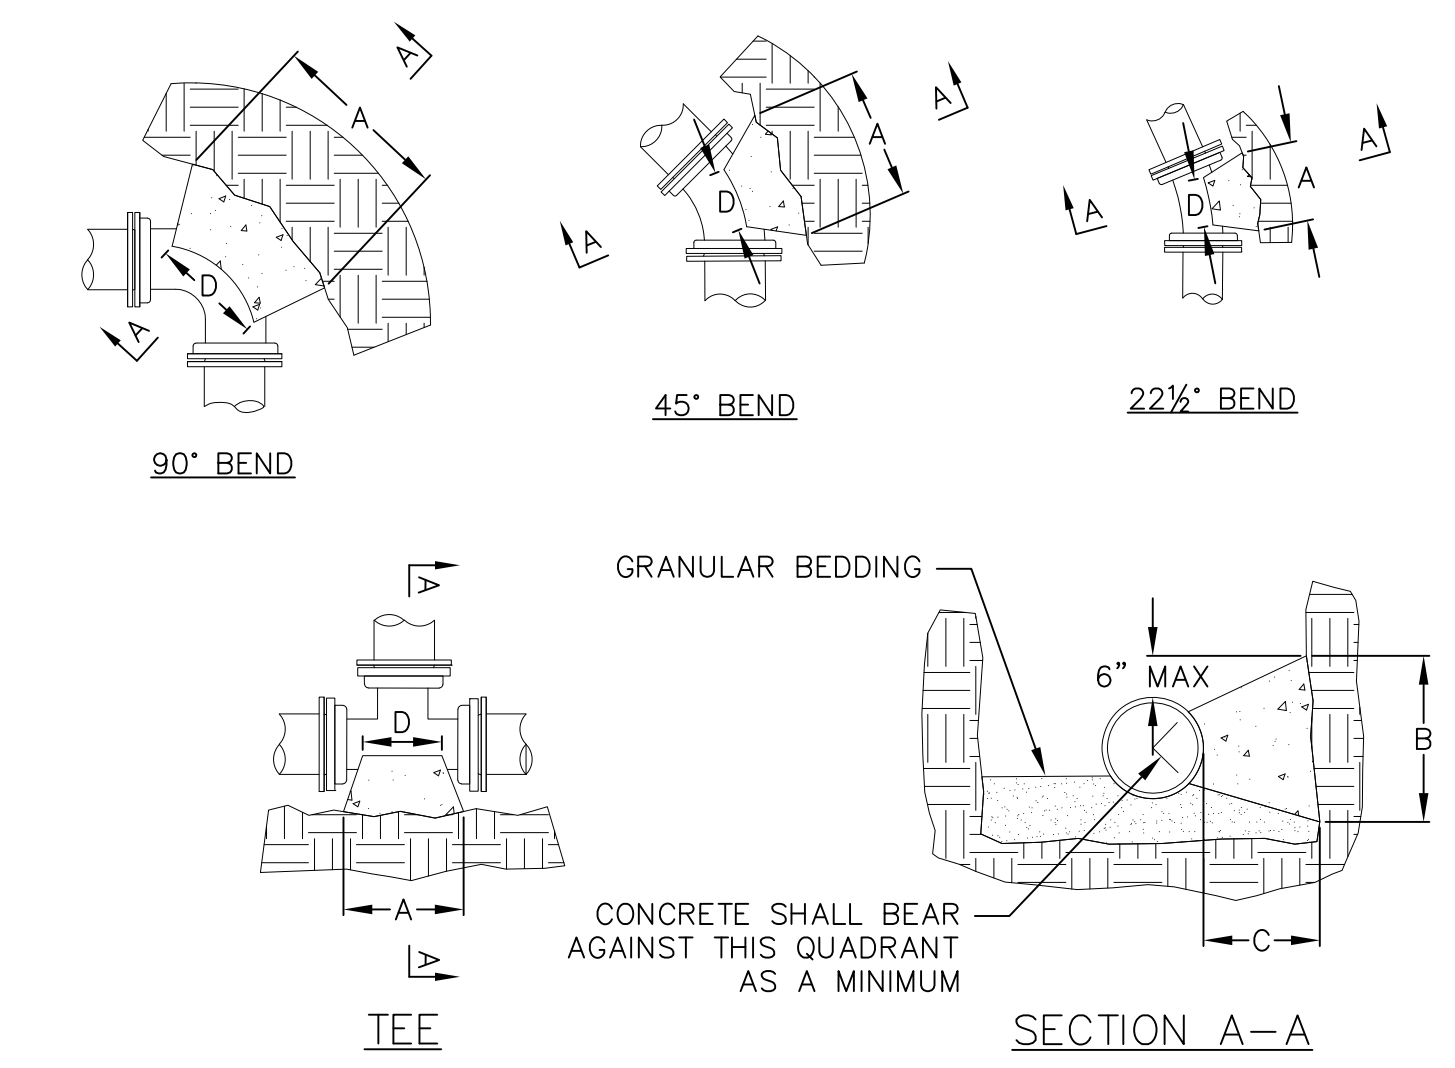 A
A
D
A
90° BEND
A
A
D
A
45° BEND
A
A
D
A
22½° BEND
A
D
A
A
TEE
GRANULAR BEDDING
6" MAX
B
C
CONCRETE SHALL BEAR
AGAINST THIS QUADRANT
AS A MINIMUM
SECTION A–A